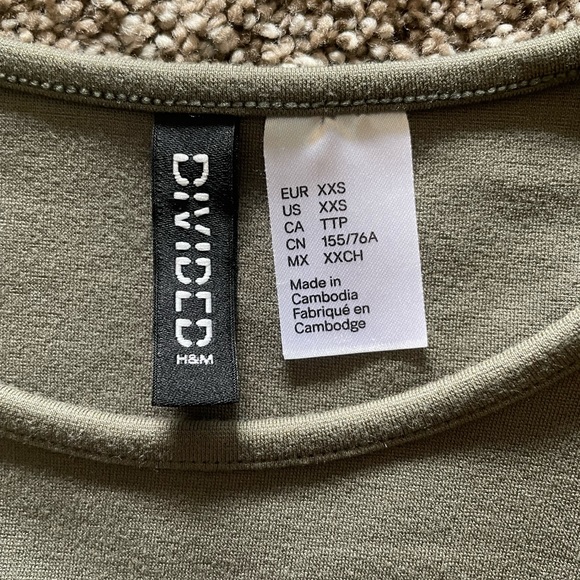 DIVIDED
H&M
EUR XXS
US XXS
CA TTP
CN 155/76A
MX XXCH
Made in
Cambodia
Fabriqué en
Cambodge